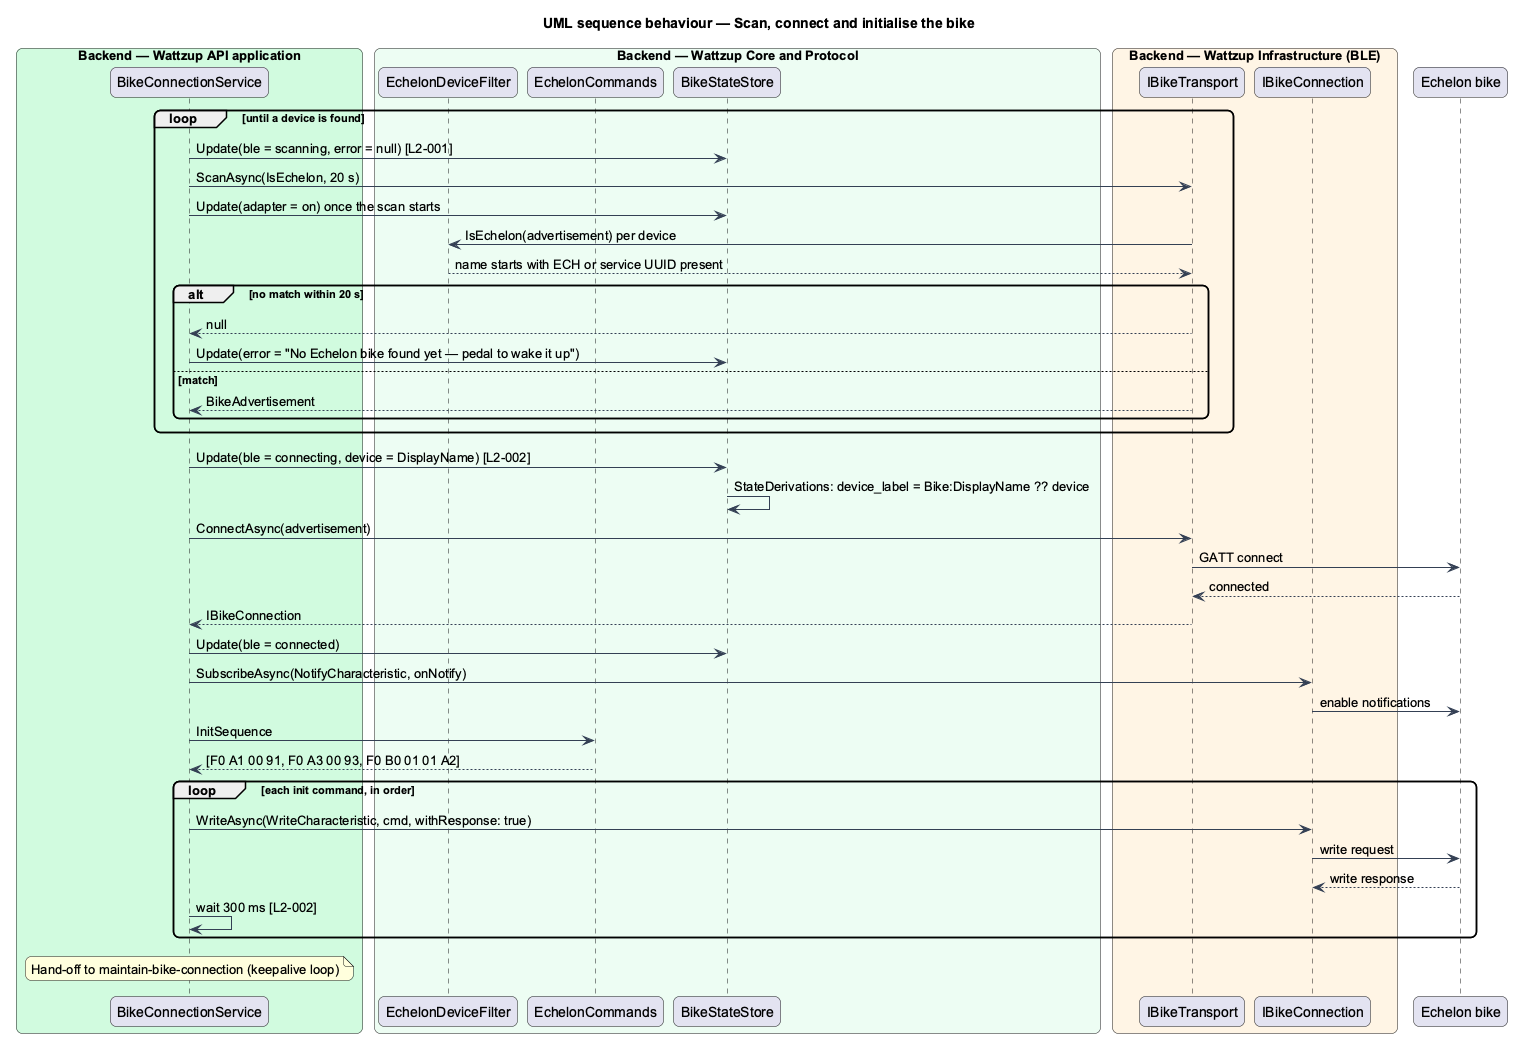 UML sequence behaviour — Scan, connect and initialise the bike
Backend — Wattzup API application
Backend — Wattzup Core and Protocol
Backend — Wattzup Infrastructure (BLE)
BikeConnectionService
EchelonDeviceFilter
EchelonCommands
BikeStateStore
IBikeTransport
IBikeConnection
Echelon bike
loop [until a device is found]
Update(ble = scanning, error = null) [L2-001]
ScanAsync(IsEchelon, 20 s)
Update(adapter = on) once the scan starts
IsEchelon(advertisement) per device
name starts with ECH or service UUID present
alt [no match within 20 s]
null
Update(error = "No Echelon bike found yet — pedal to wake it up")
[match]
BikeAdvertisement
Update(ble = connecting, device = DisplayName) [L2-002]
StateDerivations: device_label = Bike:DisplayName ?? device
ConnectAsync(advertisement)
GATT connect
connected
IBikeConnection
Update(ble = connected)
SubscribeAsync(NotifyCharacteristic, onNotify)
enable notifications
InitSequence
[F0 A1 00 91, F0 A3 00 93, F0 B0 01 01 A2]
loop [each init command, in order]
WriteAsync(WriteCharacteristic, cmd, withResponse: true)
write request
write response
wait 300 ms [L2-002]
Hand-off to maintain-bike-connection (keepalive loop)
BikeConnectionService
EchelonDeviceFilter
EchelonCommands
BikeStateStore
IBikeTransport
IBikeConnection
Echelon bike